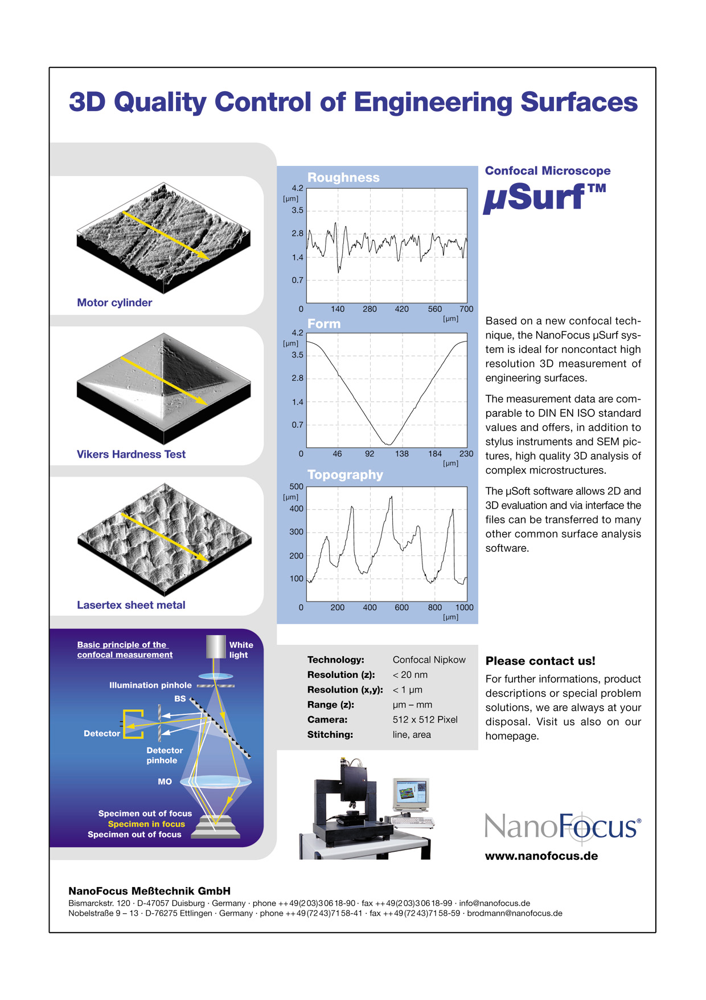 3D Quality Control of Engineering Surfaces
Motor cylinder
Vikers Hardness Test
Lasertex sheet metal
Roughness
4.2
[µm]
3.5
2.8
1.4
0.7
0 140 280 420 560 700
[µm]
Form
4.2
[µm]
3.5
2.8
1.4
0.7
0 46 92 138 184 230
[µm]
Topography
500
[µm]
400
300
200
100
0 200 400 600 800 1000
[µm]
Confocal Microscope
µSurf™
Based on a new confocal tech-
nique, the NanoFocus µSurf sys-
tem is ideal for noncontact high
resolution 3D measurement of
engineering surfaces.
The measurement data are com-
parable to DIN EN ISO standard
values and offers, in addition to
stylus instruments and SEM pic-
tures, high quality 3D analysis of
complex microstructures.
The µSoft software allows 2D and
3D evaluation and via interface the
files can be transferred to many
other common surface analysis
software.
Basic principle of the
confocal measurement
White
light
Illumination pinhole
BS
Detector
Detector
pinhole
MO
Specimen out of focus
Specimen in focus
Specimen out of focus
Technology: Confocal Nipkow
Resolution (z): < 20 nm
Resolution (x,y): < 1 µm
Range (z): µm – mm
Camera: 512 x 512 Pixel
Stitching: line, area
Please contact us!
For further informations, product
descriptions or special problem
solutions, we are always at your
disposal. Visit us also on our
homepage.
NanoFocus®
www.nanofocus.de
NanoFocus Meßtechnik GmbH
Bismarckstr. 120 · D-47057 Duisburg · Germany · phone ++49(203)30618-90 · fax ++49(203)30618-99 · info@nanofocus.de
Nobelstraße 9 – 13 · D-76275 Ettlingen · Germany · phone ++49(7243)7158-41 · fax ++49(7243)7158-59 · brodmann@nanofocus.de